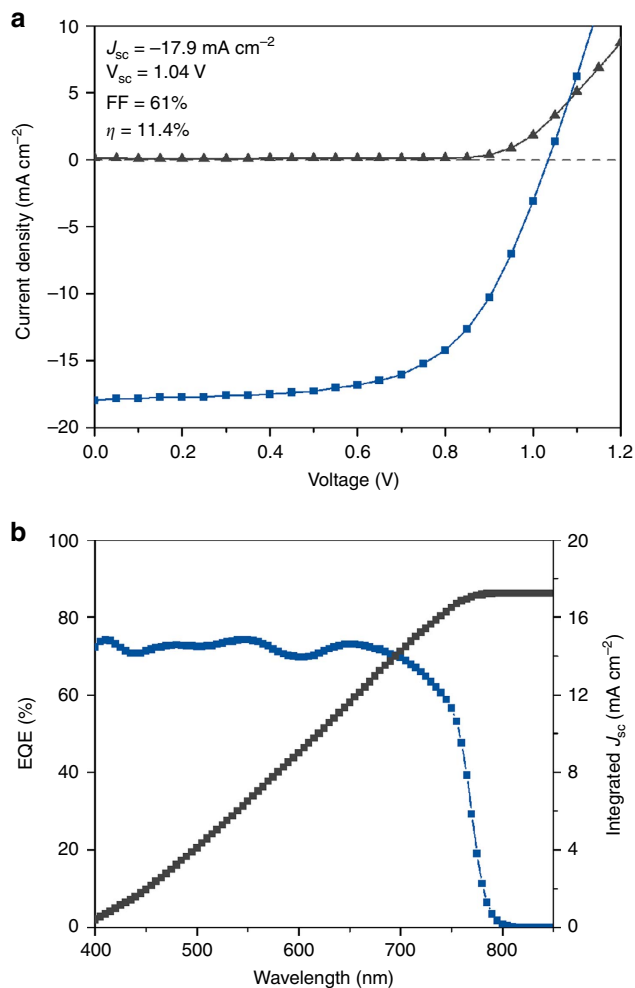 a
J_sc = –17.9 mA cm⁻²
V_sc = 1.04 V
FF = 61%
η = 11.4%
10
5
0
–5
–10
–15
–20
Current density (mA cm⁻²)
0.0 0.2 0.4 0.6 0.8 1.0 1.2
Voltage (V)
b
100
80
60
40
20
0
EQE (%)
20
16
12
8
4
0
Integrated J_sc (mA cm⁻²)
400 500 600 700 800
Wavelength (nm)